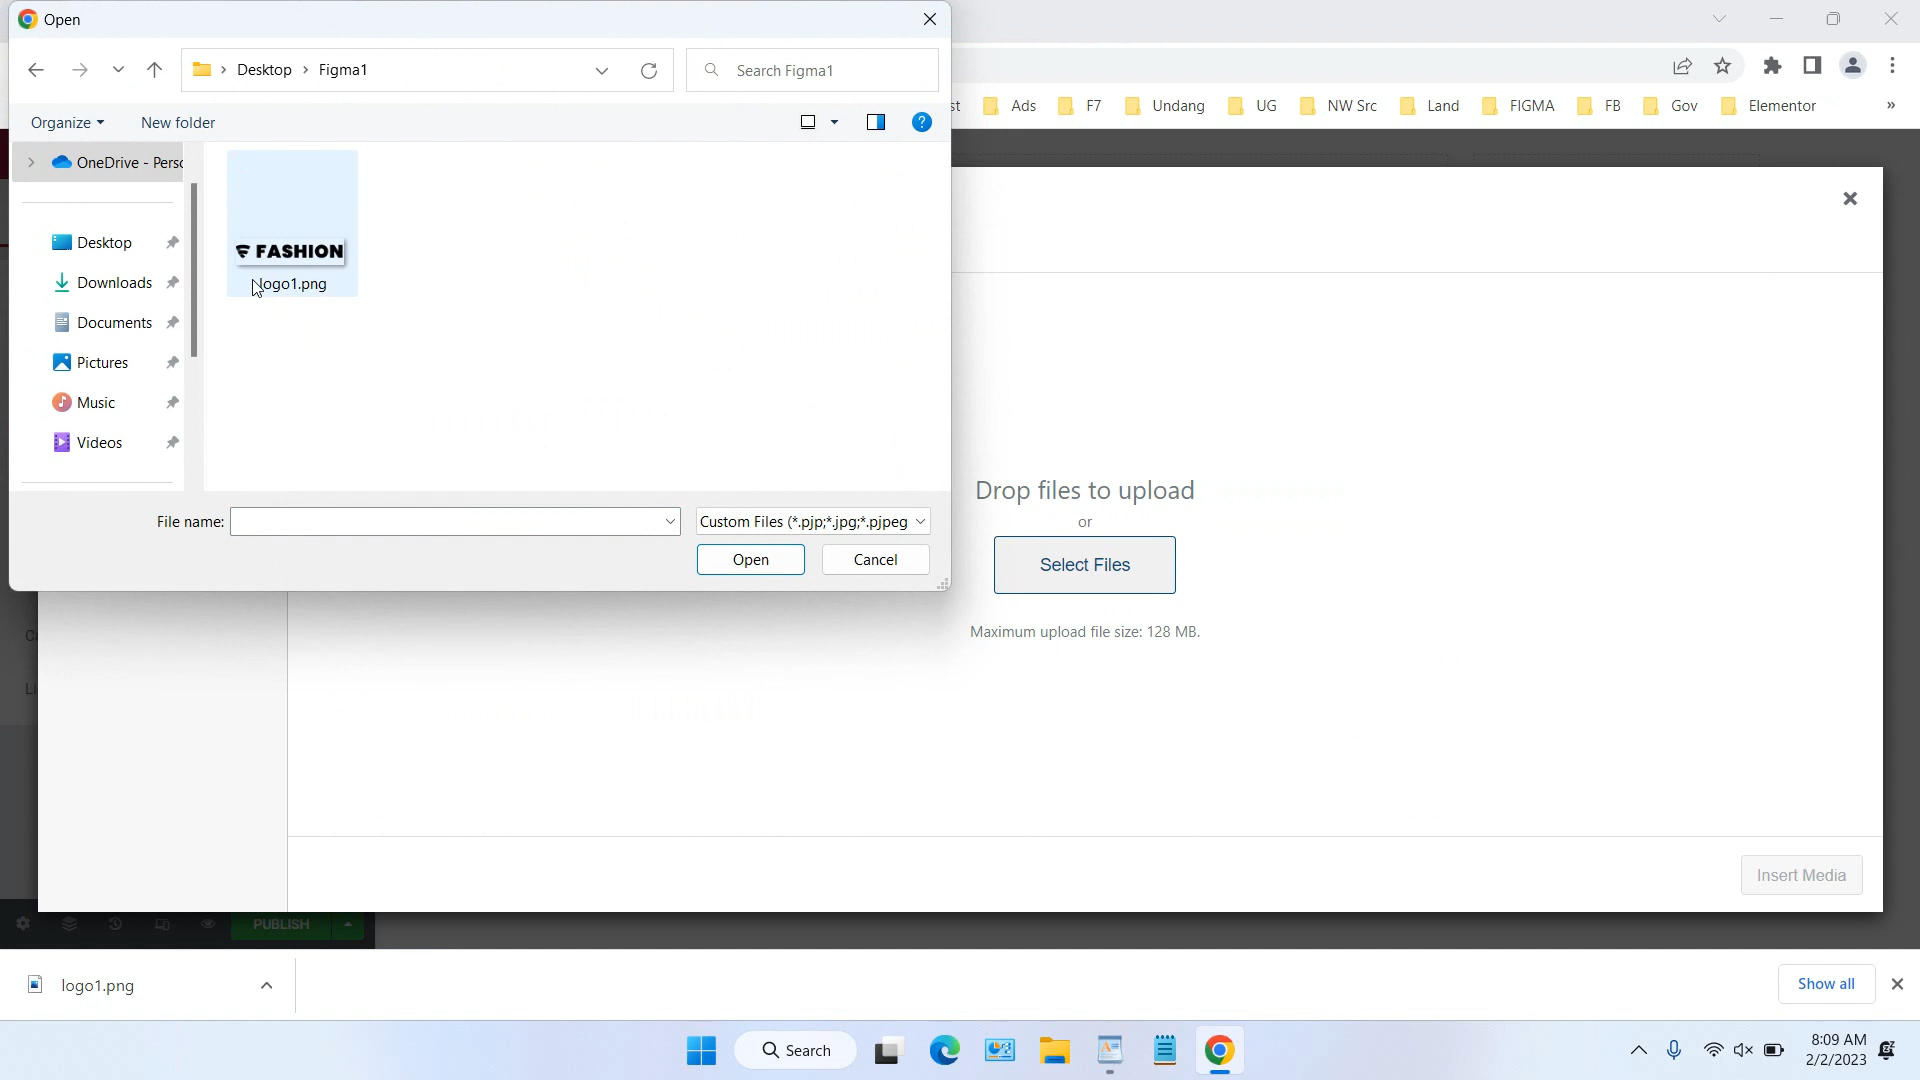 Open
Desktop > Figma1
Search Figma1
st Ads F7 Undang UG NW Src Land FIGMA FB Gov Elementor »
Organize New folder
OneDrive - Perso
Desktop
Downloads
Documents
Pictures
Music
Videos
FASHION
logo1.png
File name:
Custom Files (*.pjp;*.jpg;*.pjpeg
Open Cancel
Drop files to upload
or
Select Files
Maximum upload file size: 128 MB.
Insert Media
PUBLISH
logo1.png
Show all
Search
8:09 AM
2/2/2023